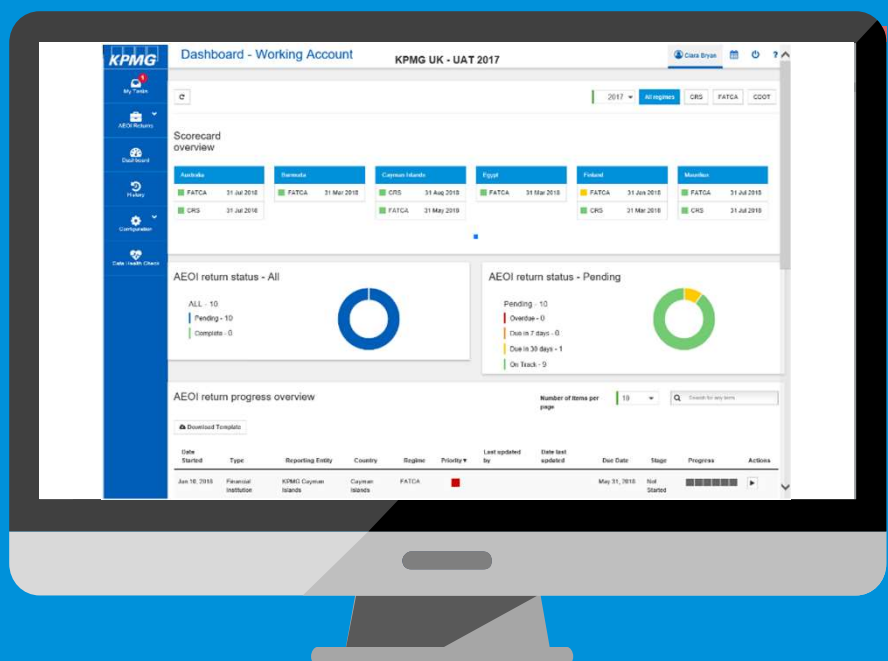 KPMG
Dashboard - Working Account
KPMG UK - UAT 2017
Ciara Bryan
?
1
My Tasks
AEOI Returns
Dashboard
History
Configuration
Data Health Check
2017
All regimes
CRS
FATCA
CDOT
Scorecard
overview
Australia
FATCA 31 Jul 2018
CRS 31 Jul 2018
Bermuda
FATCA 31 Mar 2018
Cayman Islands
CRS 31 Aug 2018
FATCA 31 May 2018
Egypt
FATCA 31 Mar 2018
Finland
FATCA 31 Jan 2018
CRS 31 Mar 2018
Mauritius
FATCA 31 Jul 2018
CRS 31 Jul 2018
AEOI return status - All
ALL - 10
Pending - 10
Complete - 0
AEOI return status - Pending
Pending - 10
Overdue - 0
Due in 7 days - 0
Due in 30 days - 1
On Track - 9
AEOI return progress overview
Number of items per
page
10
Search for any term
Download Template
Date Started Type Reporting Entity Country Regime Priority Last updated by Date last updated Due Date Stage Progress Actions
Jun 10, 2018 Financial Institution KPMG Cayman Islands Cayman Islands FATCA May 31, 2018 Not Started